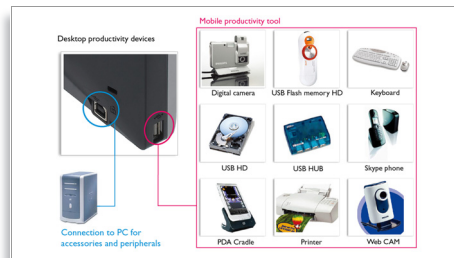 Mobile productivity tool
Desktop productivity devices
Digital camera
USB Flash memory HD
Keyboard
USB HD
USB HUB
Skype phone
Connection to PC for
accessories and peripherals
PDA Cradle
Printer
Web CAM